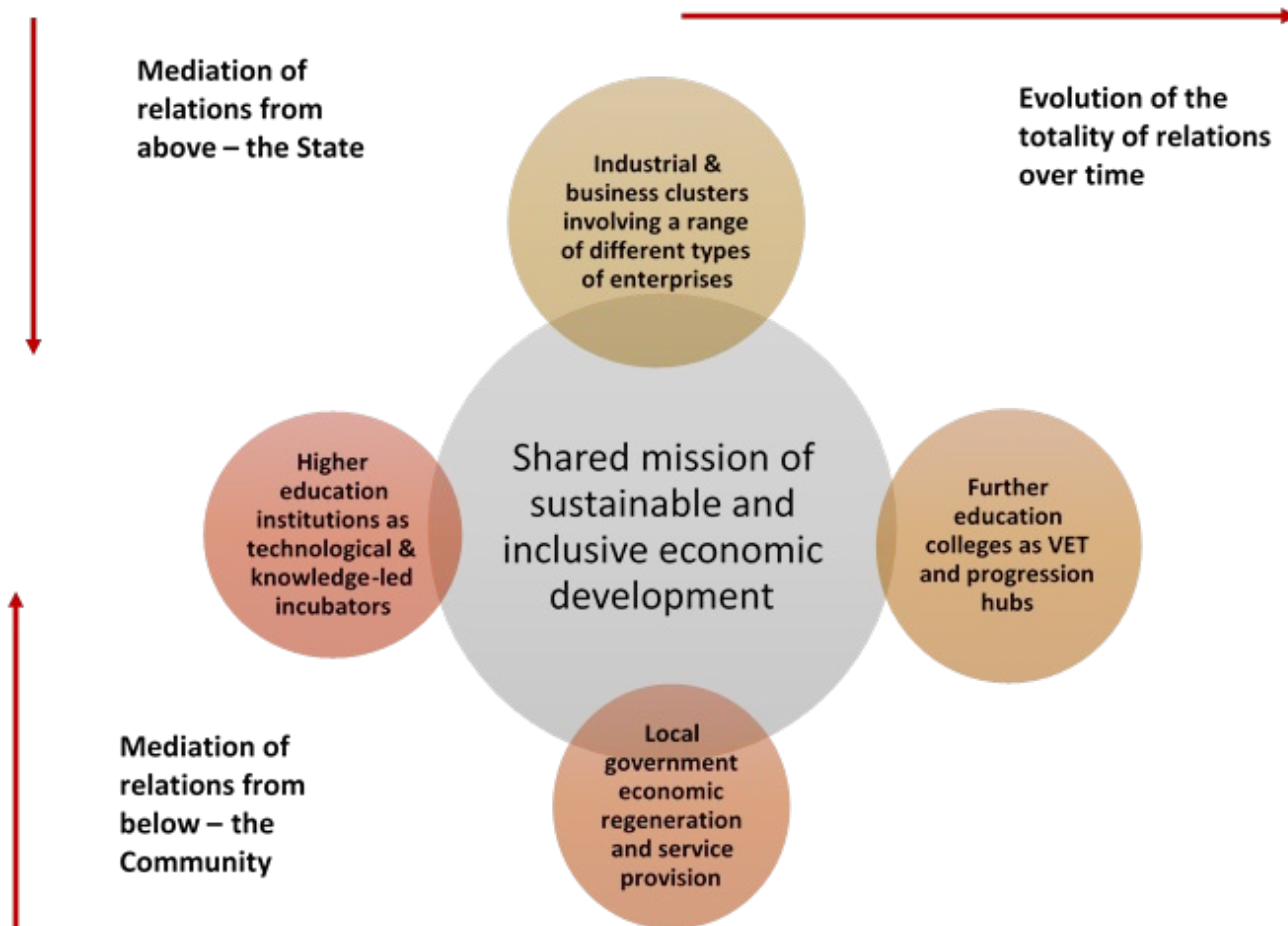 Mediation of
relations from
above – the State
Evolution of the
totality of relations
over time
Industrial &
business clusters
involving a range
of different types
of enterprises
Higher
education
institutions as
technological &
knowledge-led
incubators
Shared mission of
sustainable and
inclusive economic
development
Further
education
colleges as VET
and progression
hubs
Mediation of
relations from
below – the
Community
Local
government
economic
regeneration
and service
provision